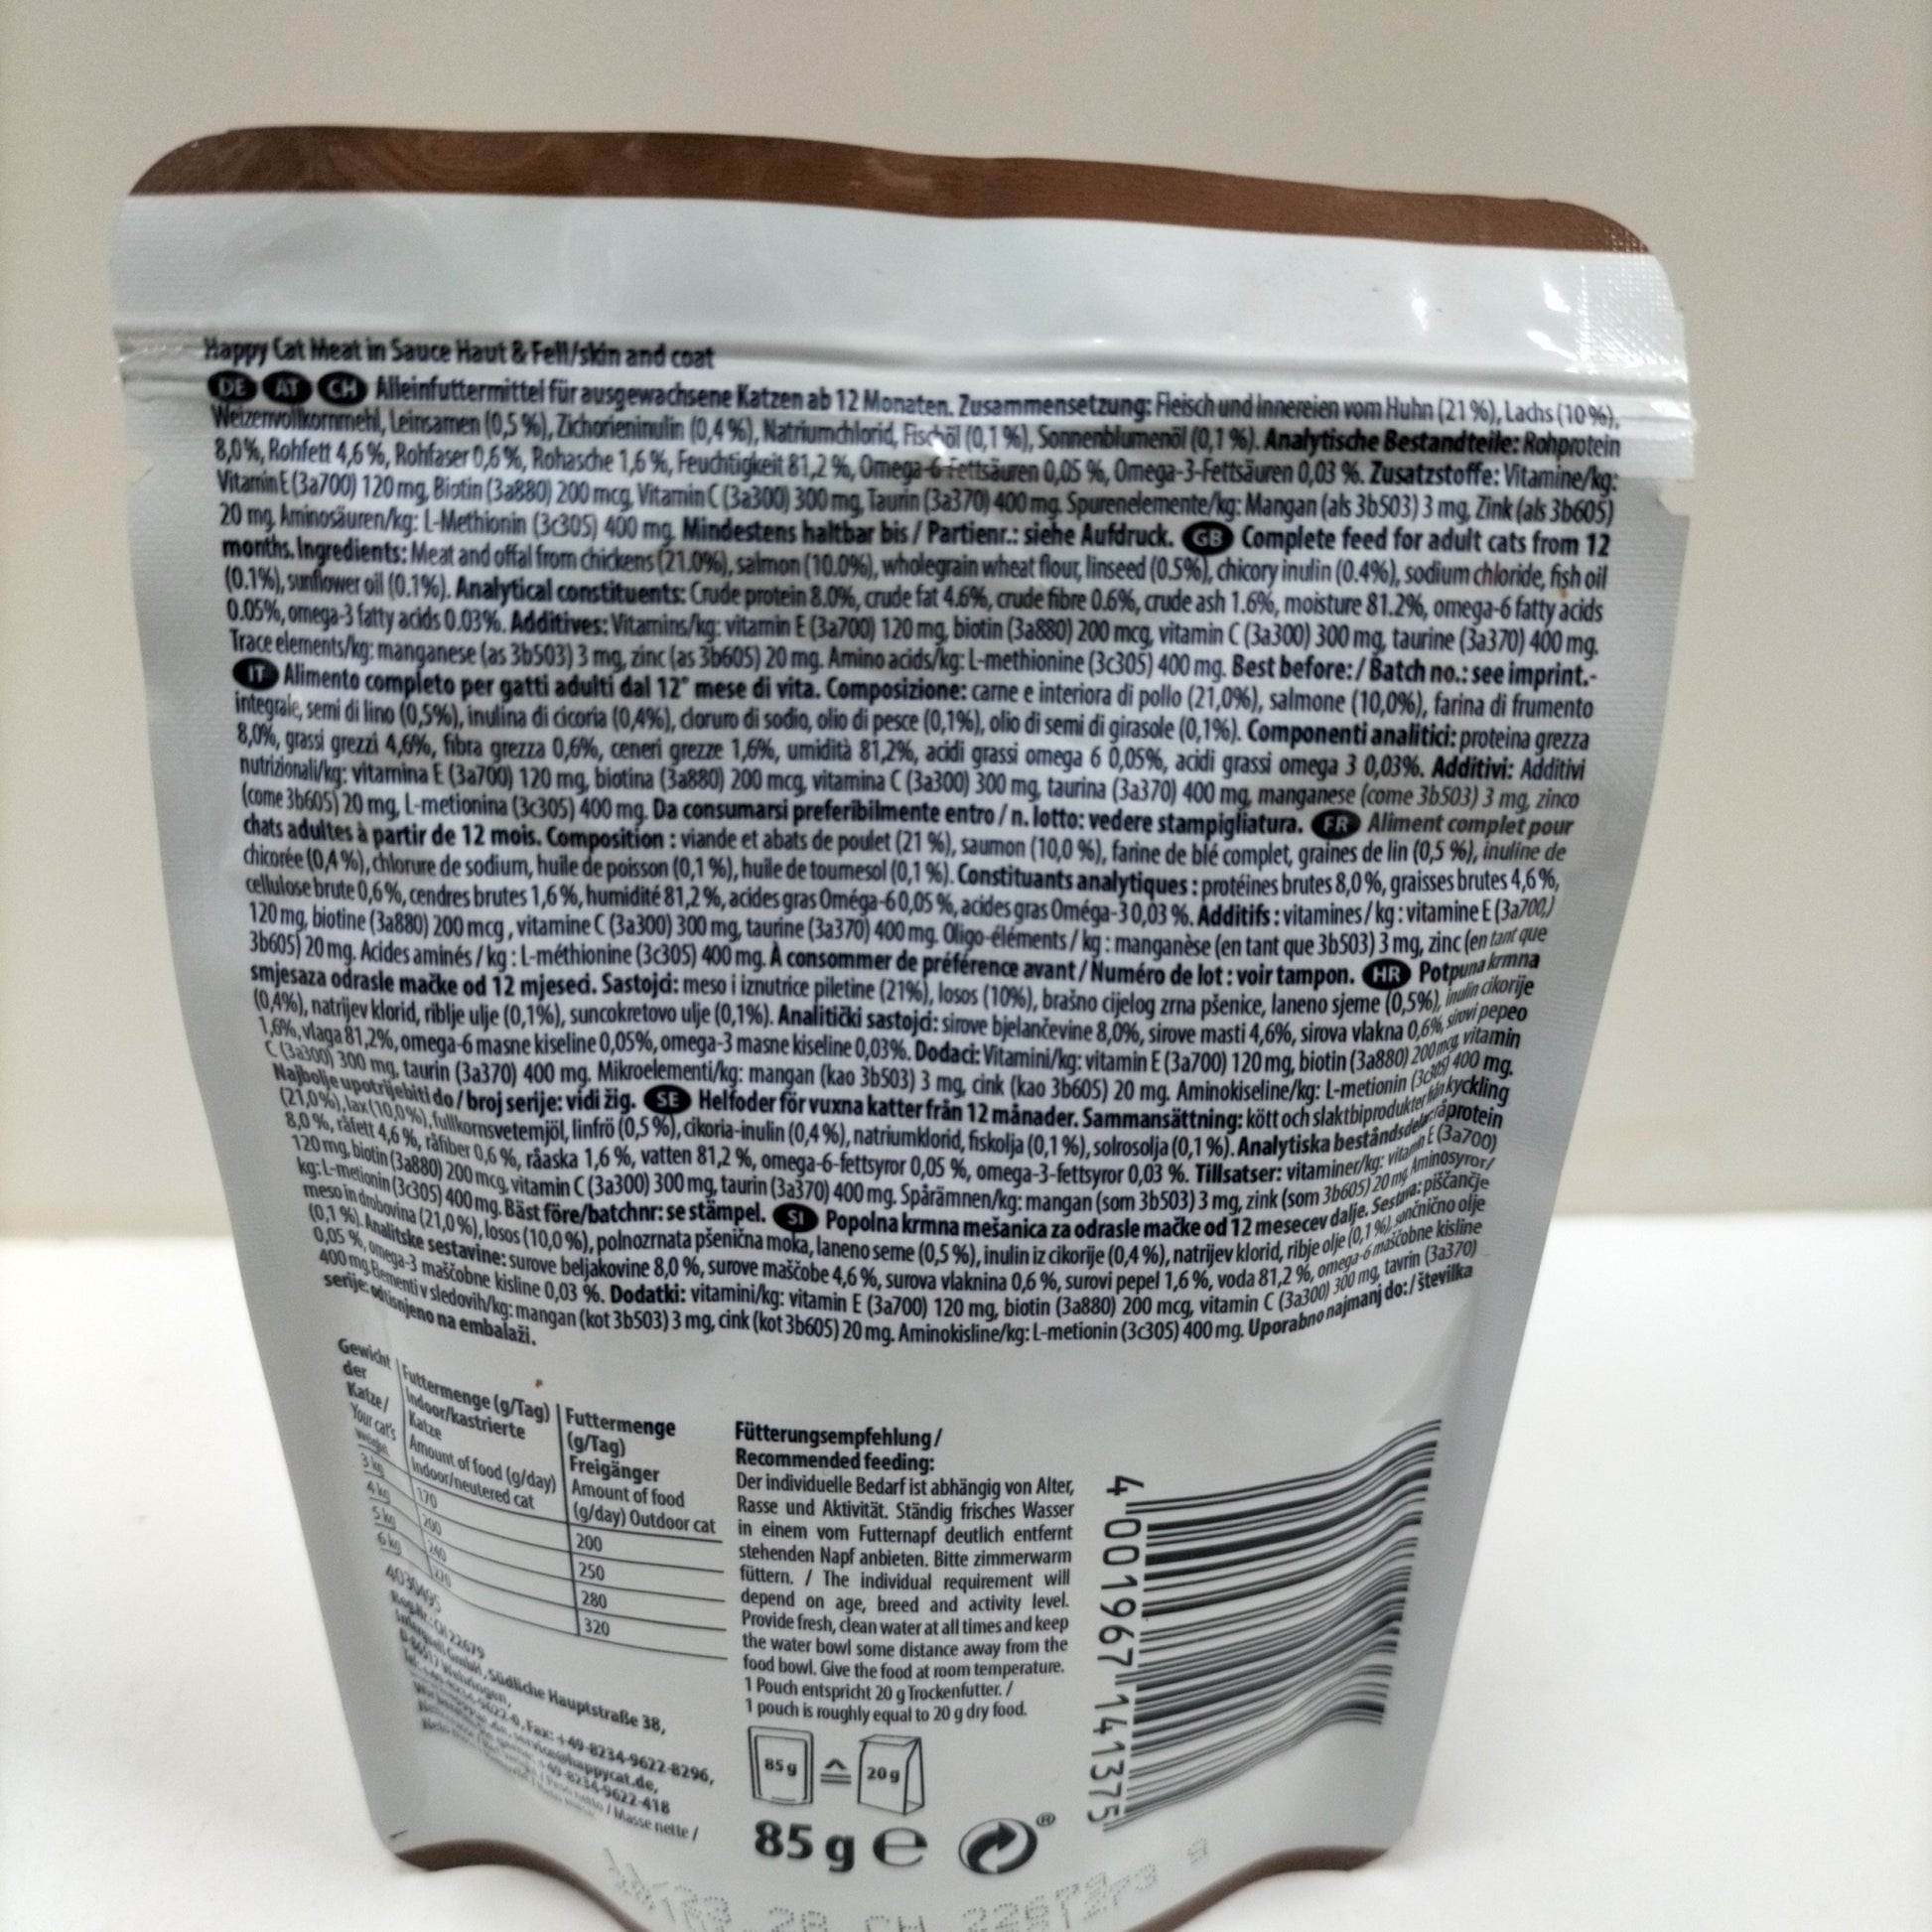 Happy Cat Meat in Sauce Haut & Fell/skin and coat
DE AT CH Alleinfuttermittel für ausgewachsene Katzen ab 12 Monaten. Zusammensetzung: Fleisch und Innereien vom Huhn (21 %), Lachs (10 %),
Weizenvollkornmehl, Leinsamen (0,5 %), Zichorieninulin (0,4 %), Natriumchlorid, Fischöl (0,1 %), Sonnenblumenöl (0,1 %). Analytische Bestandteile: Rohprotein
8,0 %, Rohfett 4,6 %, Rohfaser 0,6 %, Rohasche 1,6 %, Feuchtigkeit 81,2 %, Omega-6-Fettsäuren 0,05 %, Omega-3-Fettsäuren 0,03 %. Zusatzstoffe: Vitamine/kg:
Vitamin E (3a700) 120 mg, Biotin (3a880) 200 mcg, Vitamin C (3a300) 300 mg, Taurin (3a370) 400 mg. Spurenelemente/kg: Mangan (als 3b503) 3 mg, Zink (als 3b605)
20 mg, Aminosäuren/kg: L-Methionin (3c305) 400 mg. Mindestens haltbar bis / Partienr.: siehe Aufdruck. GB Complete feed for adult cats from 12
months. Ingredients: Meat and offal from chickens (21.0%), salmon (10.0%), wholegrain wheat flour, linseed (0.5%), chicory inulin (0.4%), sodium chloride, fish oil
(0.1%), sunflower oil (0.1%). Analytical constituents: Crude protein 8.0%, crude fat 4.6%, crude fibre 0.6%, crude ash 1.6%, moisture 81.2%, omega-6 fatty acids
0.05%, omega-3 fatty acids 0.03%. Additives: Vitamins/kg: vitamin E (3a700) 120 mg, biotin (3a880) 200 mcg, vitamin C (3a300) 300 mg, taurine (3a370) 400 mg.
Trace elements/kg: manganese (as 3b503) 3 mg, zinc (as 3b605) 20 mg. Amino acids/kg: L-methionine (3c305) 400 mg. Best before: / Batch no.: see imprint.-
IT Alimento completo per gatti adulti dal 12° mese di vita. Composizione: carne e interiora di pollo (21,0%), salmone (10,0%), farina di frumento
integrale, semi di lino (0,5%), inulina di cicoria (0,4%), cloruro di sodio, olio di pesce (0,1%), olio di semi di girasole (0,1%). Componenti analitici: proteina grezza
8,0%, grassi grezzi 4,6%, fibra grezza 0,6%, ceneri grezze 1,6%, umidità 81,2%, acidi grassi omega 6 0,05%, acidi grassi omega 3 0,03%. Additivi: Additivi
nutrizionali/kg: vitamina E (3a700) 120 mg, biotina (3a880) 200 mcg, vitamina C (3a300) 300 mg, taurina (3a370) 400 mg, manganese (come 3b503) 3 mg, zinco
(come 3b605) 20 mg, L-metionina (3c305) 400 mg. Da consumarsi preferibilmente entro / n. lotto: vedere stampigliatura. FR Aliment complet pour
chats adultes à partir de 12 mois. Composition : viande et abats de poulet (21 %), saumon (10,0 %), farine de blé complet, graines de lin (0,5 %), inuline de
chicorée (0,4 %), chlorure de sodium, huile de poisson (0,1 %), huile de tournesol (0,1 %). Constituants analytiques : protéines brutes 8,0 %, graisses brutes 4,6 %,
cellulose brute 0,6 %, cendres brutes 1,6 %, humidité 81,2 %, acides gras Oméga-6 0,05 %, acides gras Oméga-3 0,03 %. Additifs : vitamines / kg : vitamine E (3a700,)
120 mg, biotine (3a880) 200 mcg , vitamine C (3a300) 300 mg, taurine (3a370) 400 mg. Oligo-éléments / kg : manganèse (en tant que 3b503) 3 mg, zinc (en tant que
3b605) 20 mg. Acides aminés / kg : L-méthionine (3c305) 400 mg. À consommer de préférence avant / Numéro de lot : voir tampon. HR Potpuna krmna
smjesaza odrasle mačke od 12 mjeseci. Sastojci: meso i iznutrice piletine (21%), losos (10%), brašno cijelog zrna pšenice, laneno sjeme (0,5%), inulin cikorije
(0,4%), natrijev klorid, riblje ulje (0,1%), suncokretovo ulje (0,1%). Analitički sastojci: sirove bjelančevine 8,0%, sirove masti 4,6%, sirova vlakna 0,6%, sirovi pepeo
1,6%, vlaga 81,2%, omega-6 masne kiseline 0,05%, omega-3 masne kiseline 0,03%. Dodaci: Vitamini/kg: vitamin E (3a700) 120 mg, biotin (3a880) 200 mcg, vitamin
C (3a300) 300 mg, taurin (3a370) 400 mg. Mikroelementi/kg: mangan (kao 3b503) 3 mg, cink (kao 3b605) 20 mg. Aminokiseline/kg: L-metionin (3c305) 400 mg.
Najbolje upotrijebiti do / broj serije: vidi žig. SE Helfoder för vuxna katter från 12 månader. Sammansättning: kött och slaktbiprodukter från kyckling
(21,0%), lax (10,0%), fullkornsvetemjöl, linfrö (0,5 %), cikoria-inulin (0,4 %), natriumklorid, fiskolja (0,1 %), solrosolja (0,1 %). Analytiska beståndsdelar: råprotein
8,0 %, råfett 4,6 %, råfiber 0,6 %, råaska 1,6 %, vatten 81,2 %, omega-6-fettsyror 0,05 %, omega-3-fettsyror 0,03 %. Tillsatser: vitaminer/kg: vitamin E (3a700)
120 mg, biotin (3a880) 200 mcg, vitamin C (3a300) 300 mg, taurin (3a370) 400 mg. Spårämnen/kg: mangan (som 3b503) 3 mg, zink (som 3b605) 20 mg, Aminosyror/
kg: L-metionin (3c305) 400 mg. Bäst före/batchnr: se stämpel. SI Popolna krmna mešanica za odrasle mačke od 12 mesecev dalje. Sestava: piščančje
meso in drobovina (21,0 %), losos (10,0 %), polnozrnata pšenična moka, laneno seme (0,5 %), inulin iz cikorije (0,4 %), natrijev klorid, ribje olje (0,1 %), sončnično olje
(0,1 %). Analitske sestavine: surove beljakovine 8,0 %, surove maščobe 4,6 %, surova vlaknina 0,6 %, surovi pepel 1,6 %, voda 81,2 %, omega-6 maščobne kisline
0,05 %, omega-3 maščobne kisline 0,03 %. Dodatki: vitamini/kg: vitamin E (3a700) 120 mg, biotin (3a880) 200 mcg, vitamin C (3a300) 300 mg, tavrin (3a370)
400 mg. Elementi v sledovih/kg: mangan (kot 3b503) 3 mg, cink (kot 3b605) 20 mg. Aminokisline/kg: L-metionin (3c305) 400 mg. Uporabno najmanj do: / številka
serije: odtisnjeno na embalaži.
Gewicht
der
Katze/
Your cat's
weight
Futtermenge (g/Tag)
Indoor/kastrierte
Katze
Amount of food (g/day)
Indoor/neutered cat
Futtermenge
(g/Tag)
Freigänger
Amount of food
(g/day) Outdoor cat
3 kg 170 200
4 kg 200 250
5 kg 240 280
6 kg 270 320
4030495
Reg.Nr.: CH 22679
Interquell GmbH, Südliche Hauptstraße 38,
D-86517 Wehringen,
Tel.: +49-8234-9622-0, Fax: +49-8234-9622-8296,
service@happycat.de,
+49-8234-9622-418
/ Masse nette /
Fütterungsempfehlung/
Recommended feeding:
Der individuelle Bedarf ist abhängig von Alter,
Rasse und Aktivität. Ständig frisches Wasser
in einem vom Futternapf deutlich entfernt
stehenden Napf anbieten. Bitte zimmerwarm
füttern. / The individual requirement will
depend on age, breed and activity level.
Provide fresh, clean water at all times and keep
the water bowl some distance away from the
food bowl. Give the food at room temperature.
1 Pouch entspricht 20 g Trockenfutter. /
1 pouch is roughly equal to 20 g dry food.
85 g ≙ 20 g
85 g e ®
4 001967 141375